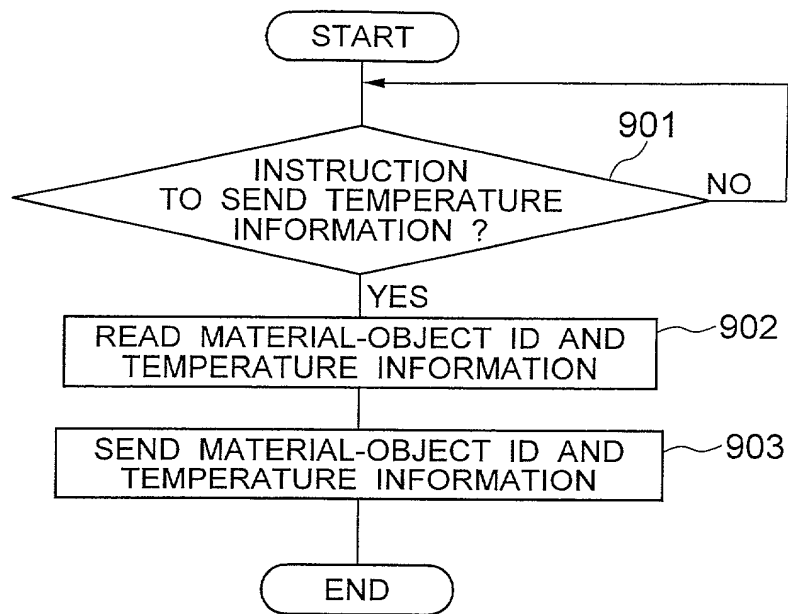 START
901
INSTRUCTION
TO SEND TEMPERATURE
INFORMATION ?
NO
YES
READ MATERIAL-OBJECT ID AND
TEMPERATURE INFORMATION
902
SEND MATERIAL-OBJECT ID AND
TEMPERATURE INFORMATION
903
END